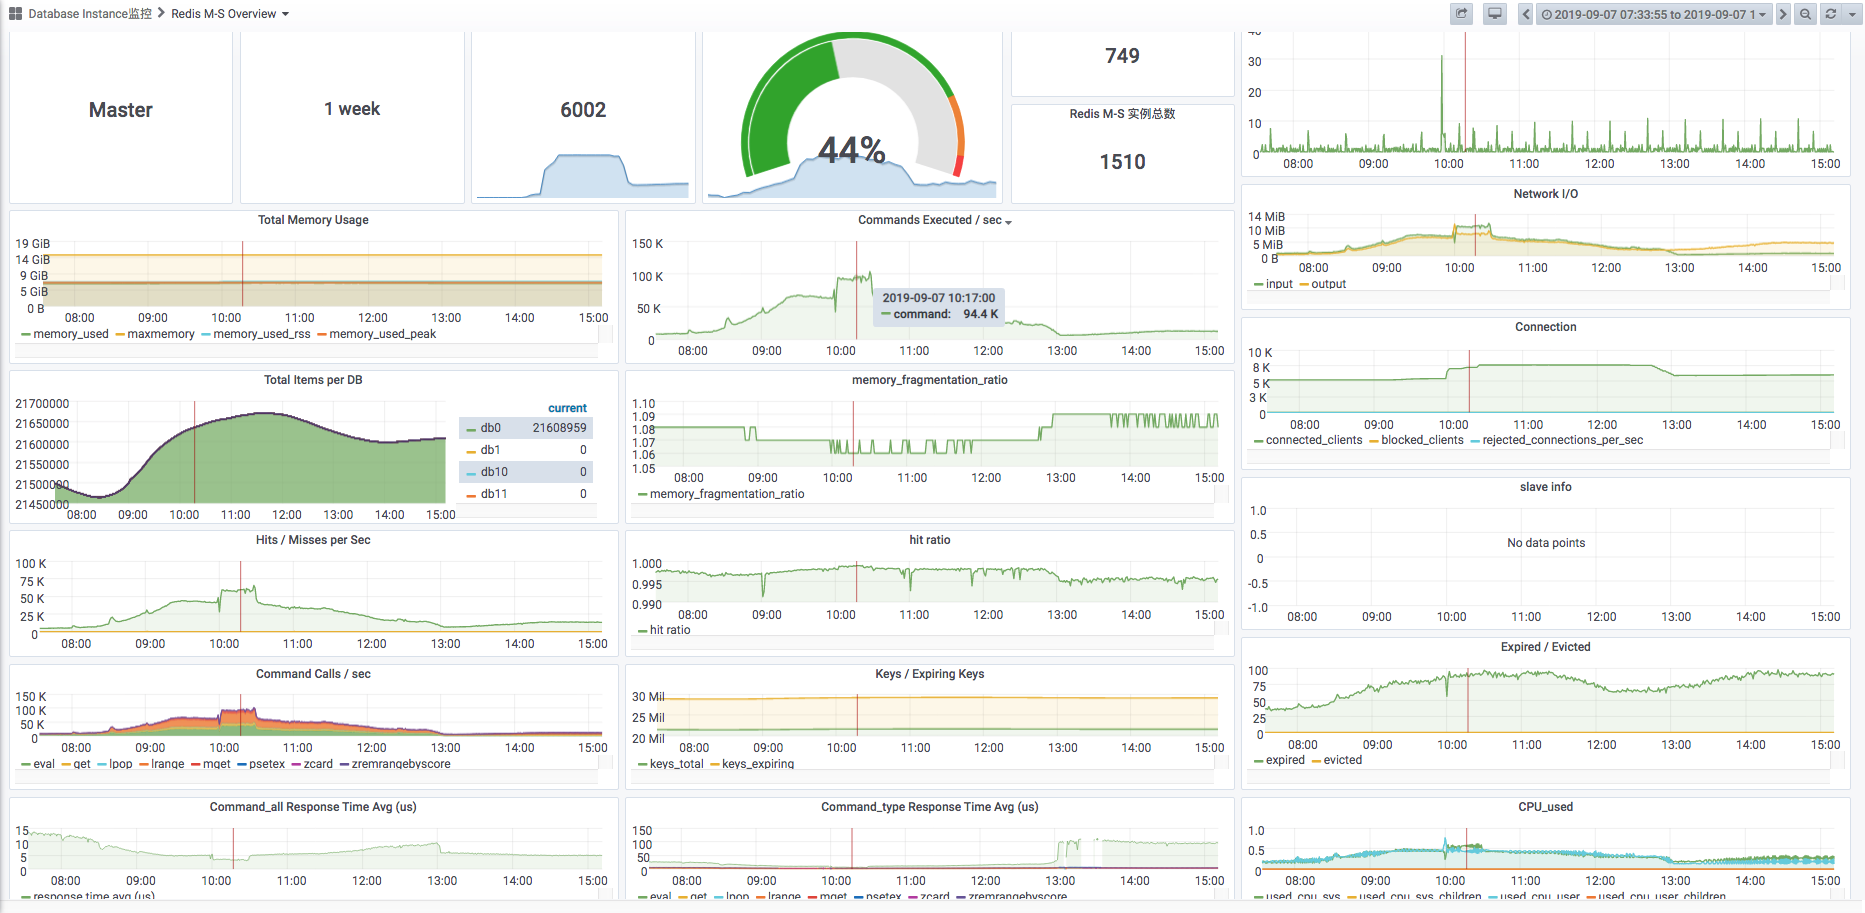 Database Instance监控 > Redis M-S Overview
2019-09-07 07:33:55 to 2019-09-07 1
Master
1 week
6002
44%
749
Redis M-S 实例总数
1510
40
30
20
10
0
08:00 09:00 10:00 11:00 12:00 13:00 14:00 15:00
Total Memory Usage
19 GiB
14 GiB
9 GiB
5 GiB
0 B
08:00 09:00 10:00 11:00 12:00 13:00 14:00 15:00
memory_used maxmemory memory_used_rss memory_used_peak
Commands Executed / sec
150 K
100 K
50 K
0
2019-09-07 10:17:00
command: 94.4 K
08:00 09:00 10:00 11:00 12:00 13:00 14:00 15:00
Network I/O
14 MiB
10 MiB
5 MiB
0 B
08:00 09:00 10:00 11:00 12:00 13:00 14:00 15:00
input output
Connection
10 K
8 K
5 K
3 K
0
08:00 09:00 10:00 11:00 12:00 13:00 14:00 15:00
connected_clients blocked_clients rejected_connections_per_sec
Total Items per DB
21700000
21650000
21600000
21550000
21500000
21450000
08:00 09:00 10:00 11:00 12:00 13:00 14:00 15:00
current
db0 21608959
db1 0
db10 0
db11 0
memory_fragmentation_ratio
1.10
1.09
1.08
1.07
1.06
1.05
08:00 09:00 10:00 11:00 12:00 13:00 14:00 15:00
memory_fragmentation_ratio
slave info
1.0
0.5
0
-0.5
-1.0
No data points
08:00 09:00 10:00 11:00 12:00 13:00 14:00 15:00
Hits / Misses per Sec
100 K
75 K
50 K
25 K
0
08:00 09:00 10:00 11:00 12:00 13:00 14:00 15:00
hit ratio
1.000
0.995
0.990
08:00 09:00 10:00 11:00 12:00 13:00 14:00 15:00
hit ratio
Expired / Evicted
100
75
50
25
0
08:00 09:00 10:00 11:00 12:00 13:00 14:00 15:00
expired evicted
Command Calls / sec
150 K
100 K
50 K
0
08:00 09:00 10:00 11:00 12:00 13:00 14:00 15:00
eval get lpop lrange mget psetex zcard zremrangebyscore
Keys / Expiring Keys
30 Mil
25 Mil
20 Mil
08:00 09:00 10:00 11:00 12:00 13:00 14:00 15:00
keys_total keys_expiring
Command_all Response Time Avg (us)
15
10
5
0
08:00 09:00 10:00 11:00 12:00 13:00 14:00 15:00
response time avg (us)
Command_type Response Time Avg (us)
150
100
50
0
08:00 09:00 10:00 11:00 12:00 13:00 14:00 15:00
eval get lpop lrange mget psetex zcard zremrangebyscore
CPU_used
1.0
0.5
0
08:00 09:00 10:00 11:00 12:00 13:00 14:00 15:00
used_cpu_sys used_cpu_sys_children used_cpu_user used_cpu_user_children